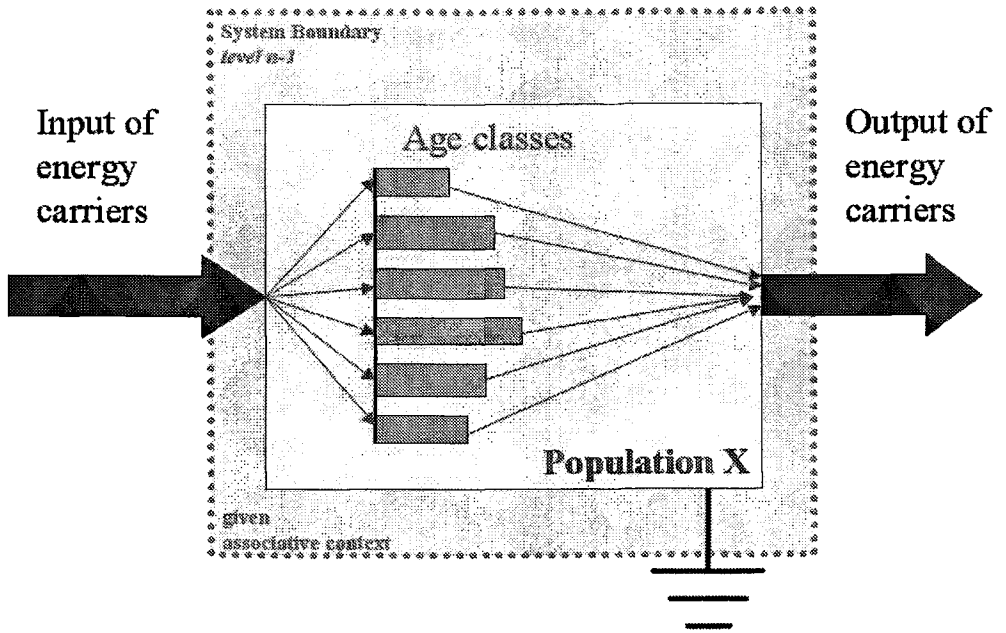 System Boundary
level n-1
Input of
energy
carriers
Age classes
Output of
energy
carriers
Population X
given
associative context